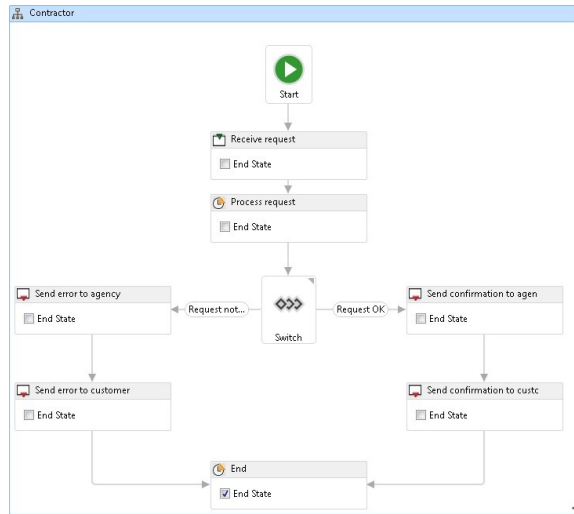 Contractor
Start
Receive request
End State
Process request
End State
Send error to agency
End State
Request not...
Switch
Request OK
Send confirmation to agen
End State
Send error to customer
End State
Send confirmation to custc
End State
End
End State